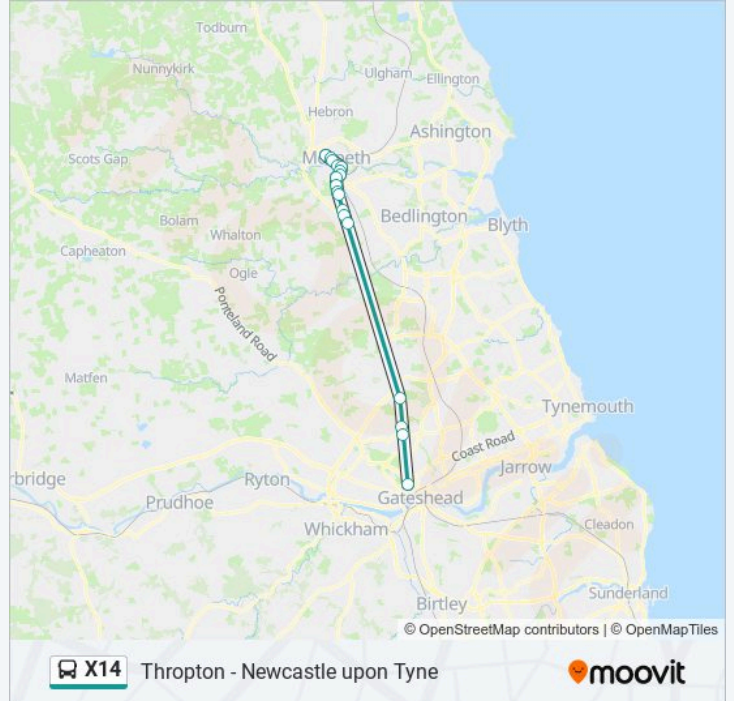 Todburn
Nunnykirk
Ulgham
Ellington
Hebron
Ashington
Scots Gap
Bolam
Bedlington
Whalton
Blyth
Capheaton
Ogle
Ponteland Road
Matfen
Tynemouth
Coast Road
Jarrow
rbridge
Ryton
Prudhoe
Gateshead
Whickham
Cleadon
Sunderland
Birtley
© OpenStreetMap contributors | © OpenMapTiles
X14 Thropton - Newcastle upon Tyne
moovit